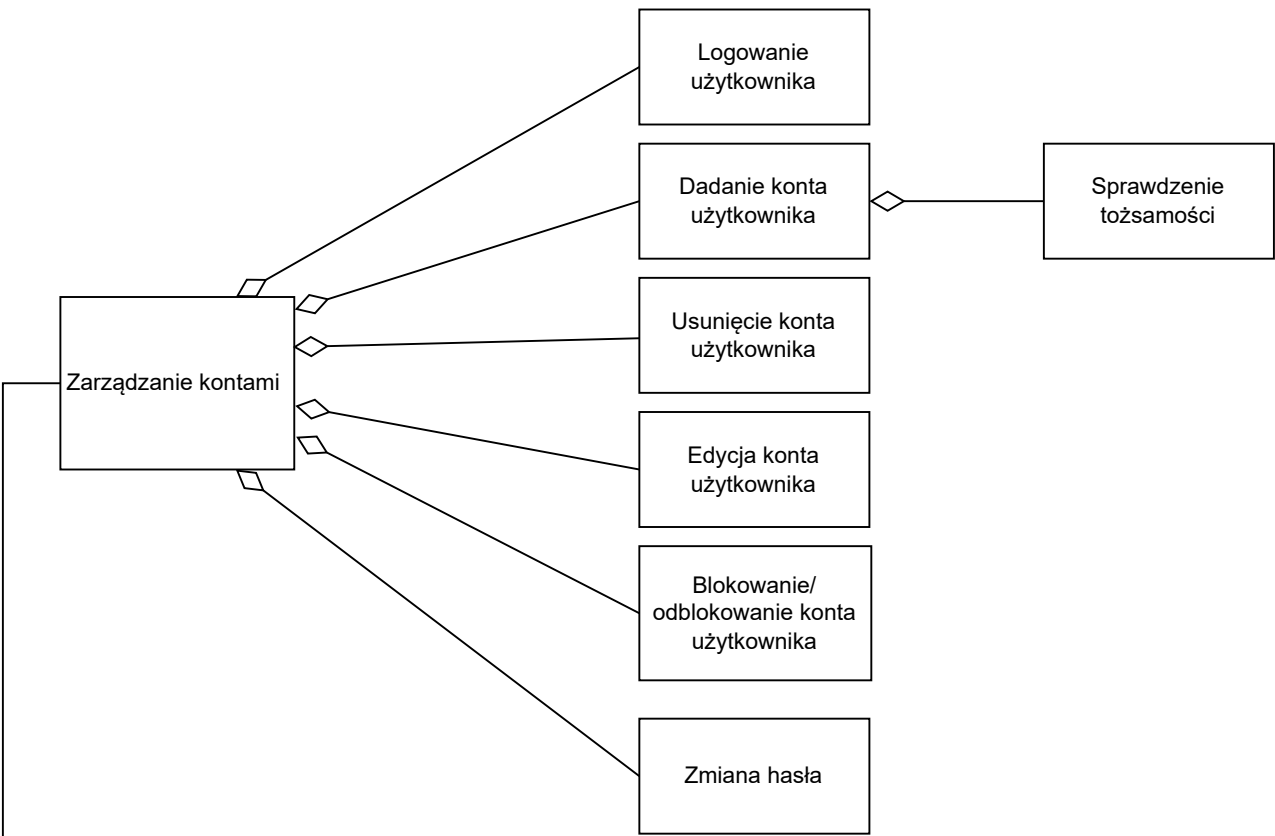 Logowanie
użytkownika
Dadanie konta
użytkownika
Sprawdzenie
tożsamości
Usunięcie konta
użytkownika
Zarządzanie kontami
Edycja konta
użytkownika
Blokowanie/
odblokowanie konta
użytkownika
Zmiana hasła